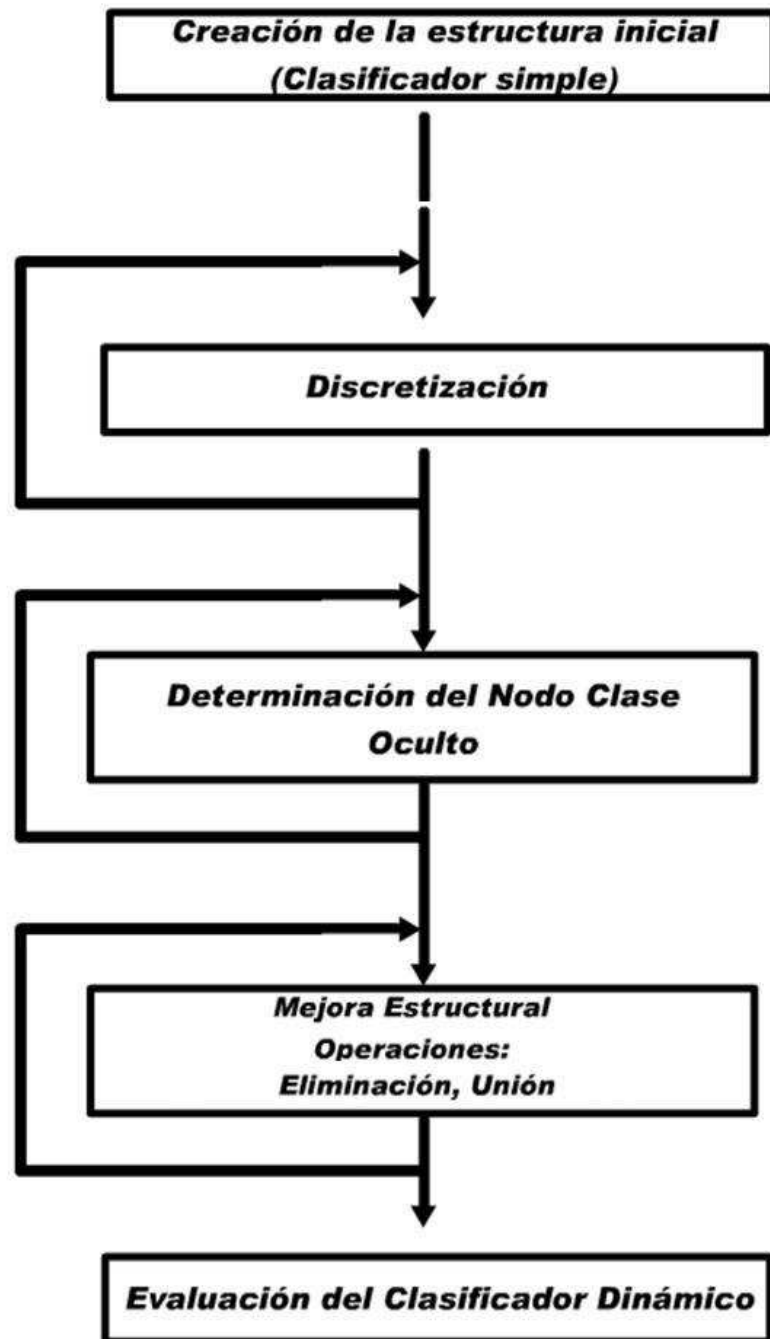 Creación de la estructura inicial
(Clasificador simple)
Discretización
Determinación del Nodo Clase
Oculto
Mejora Estructural
Operaciones:
Eliminación, Unión
Evaluación del Clasificador Dinámico